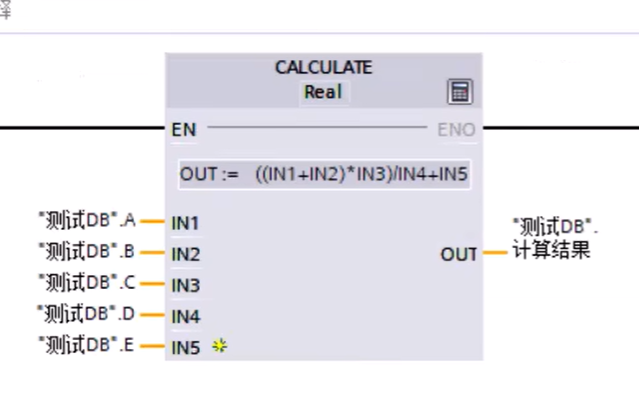 择
CALCULATE
Real
EN ENO
OUT := ((IN1+IN2)*IN3)/IN4+IN5
"测试DB".A IN1
"测试DB".B IN2
"测试DB".C IN3
"测试DB".D IN4
"测试DB".E IN5
OUT "测试DB".
计算结果